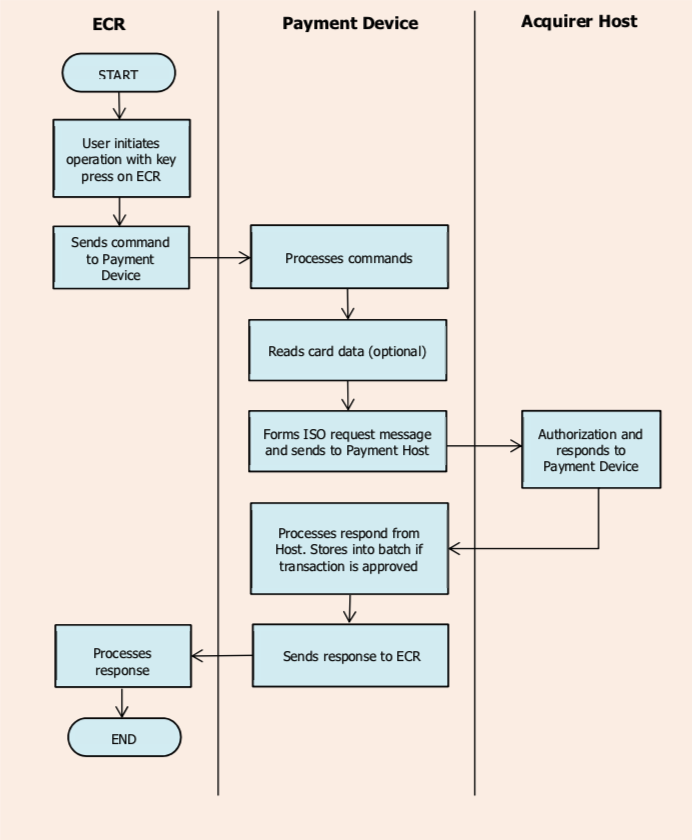 ECR
Payment Device
Acquirer Host
START
User initiates
operation with key
press on ECR
Sends command
to Payment
Device
Processes commands
Reads card data (optional)
Forms ISO request message
and sends to Payment Host
Authorization and
responds to
Payment Device
Processes respond from
Host. Stores into batch if
transaction is approved
Sends response to ECR
Processes
response
END